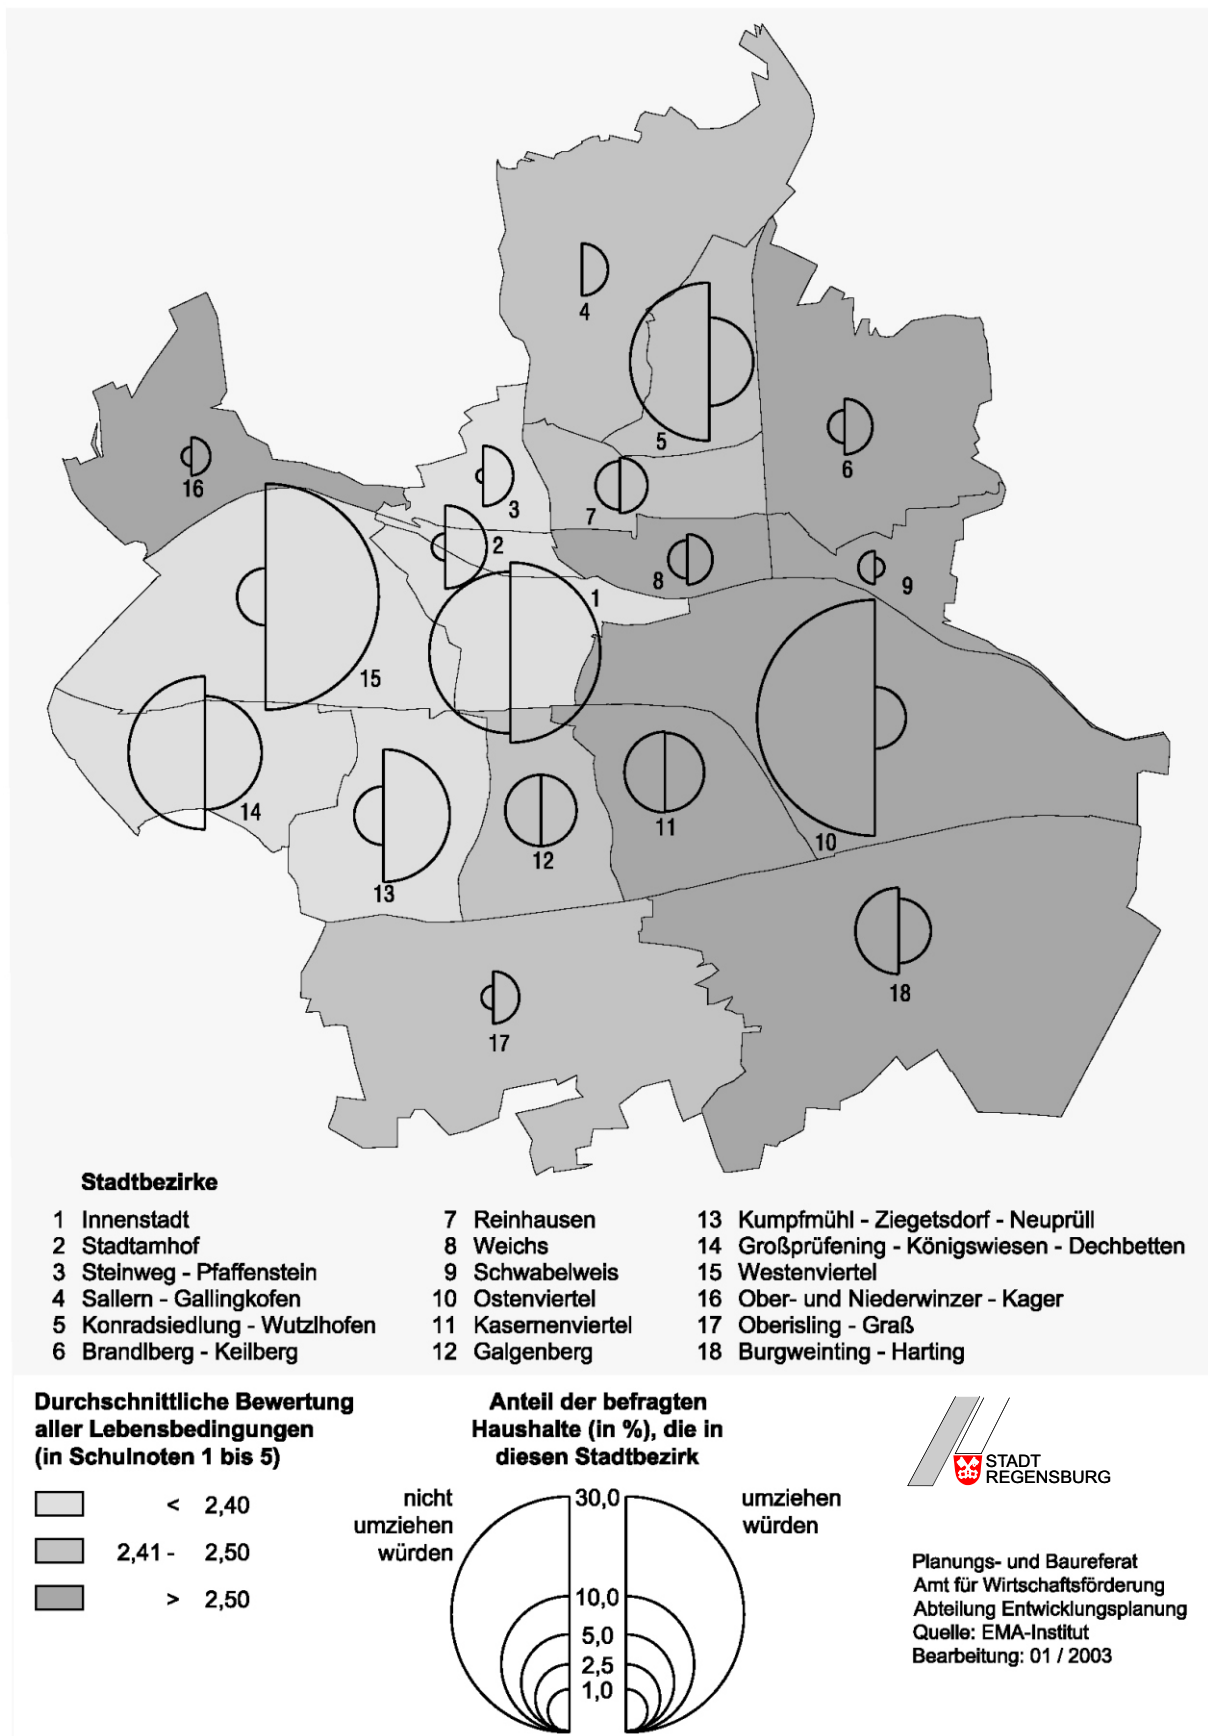 4
5
6
16
3
7
2
8
9
1
15
14
11
10
12
13
18
17
Stadtbezirke
1 Innenstadt
2 Stadtamhof
3 Steinweg - Pfaffenstein
4 Sallern - Gallingkofen
5 Konradsiedlung - Wutzlhofen
6 Brandlberg - Keilberg
7 Reinhausen
8 Weichs
9 Schwabelweis
10 Ostenviertel
11 Kasernenviertel
12 Galgenberg
13 Kumpfmühl - Ziegetsdorf - Neuprüll
14 Großprüfening - Königswiesen - Dechbetten
15 Westenviertel
16 Ober- und Niederwinzer - Kager
17 Oberisling - Graß
18 Burgweinting - Harting
Durchschnittliche Bewertung
aller Lebensbedingungen
(in Schulnoten 1 bis 5)
< 2,40
2,41 - 2,50
> 2,50
Anteil der befragten
Haushalte (in %), die in
diesen Stadtbezirk
nicht
umziehen
würden
30,0
10,0
5,0
2,5
1,0
umziehen
würden
STADT
REGENSBURG
Planungs- und Baureferat
Amt für Wirtschaftsförderung
Abteilung Entwicklungsplanung
Quelle: EMA-Institut
Bearbeitung: 01 / 2003